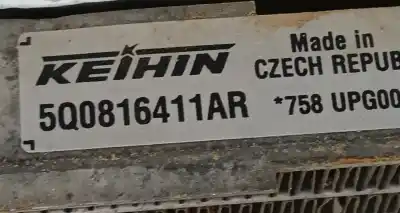 KEIHIN
Made in
CZECH REPUB
5Q0816411AR
*758 UPG00